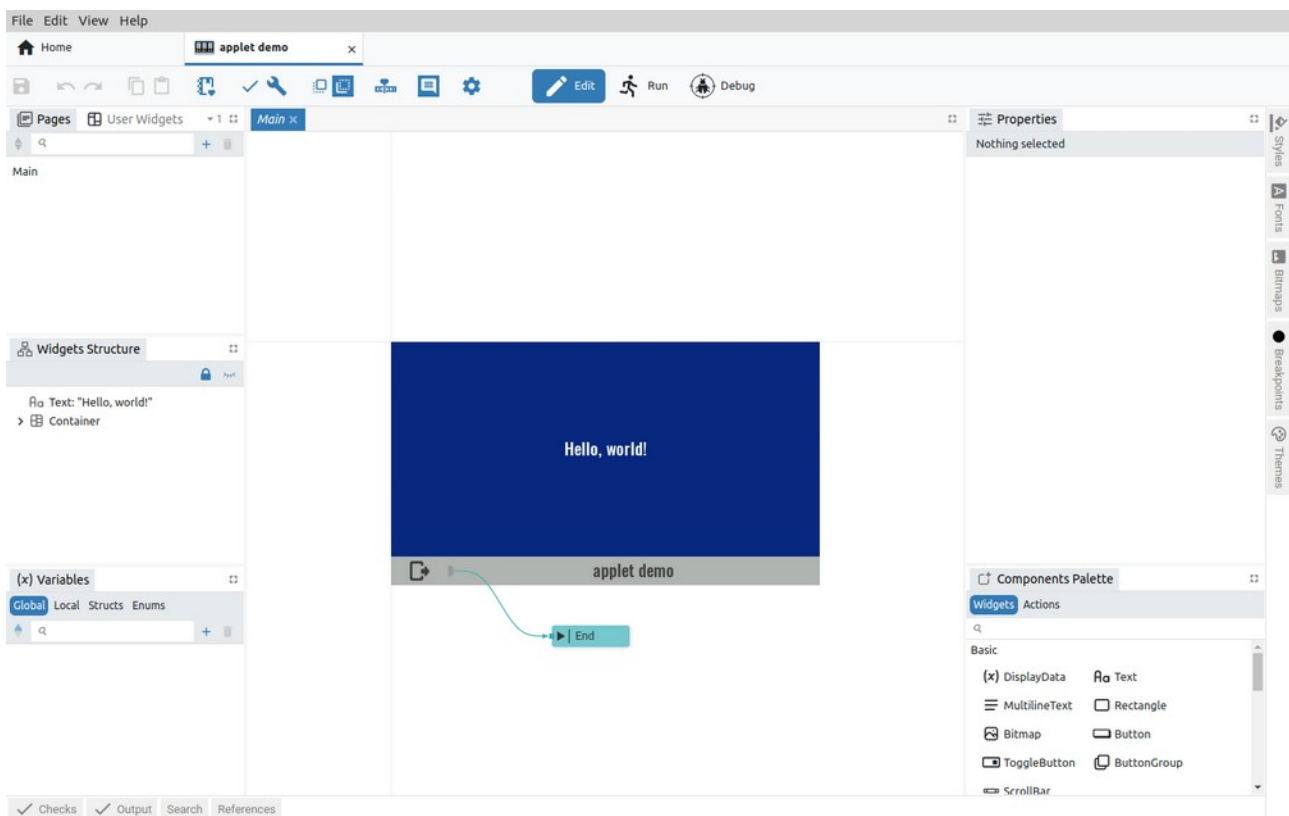 File Edit View Help
Home applet demo ×
Edit Run Debug
Pages User Widgets 1 Main × Properties
Nothing selected
Main
Styles
Fonts
Bitmaps
Breakpoints
Themes
Widgets Structure
Aa Text: "Hello, world!"
> Container
Hello, world!
applet demo
End
(x) Variables
Global Local Structs Enums
Components Palette
Widgets Actions
Basic
(x) DisplayData Aa Text
MultilineText Rectangle
Bitmap Button
ToggleButton ButtonGroup
ScrollBar
Checks Output Search References